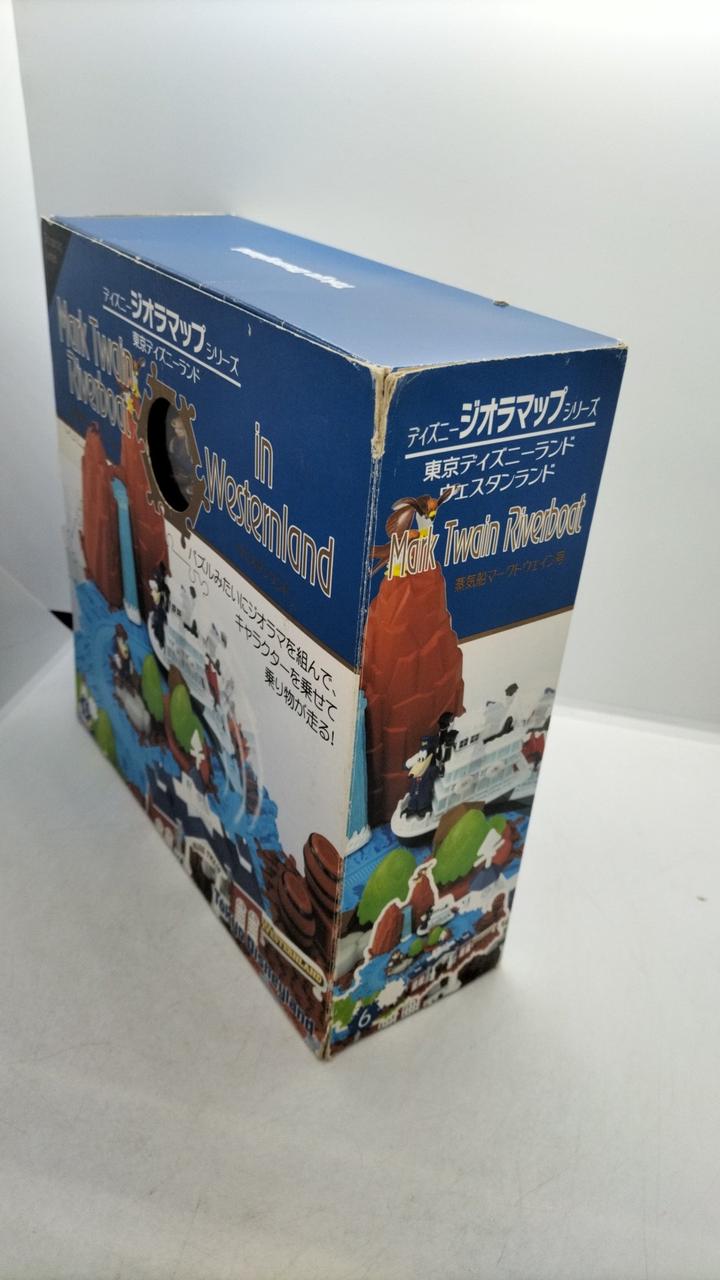 ディズニージオラマップシリーズ
東京ディズニーランド
Mark Twain
Riverboat
in
Westernland
パズルみたいにジオラマを組んで、
キャラクターを乗せて
乗り物が走る!
WESTERNLAND
Tokyo Disneyland
ディズニージオラマップシリーズ
東京ディズニーランド
ウェスタンランド
Mark Twain Riverboat
蒸気船マークトウェイン号
6